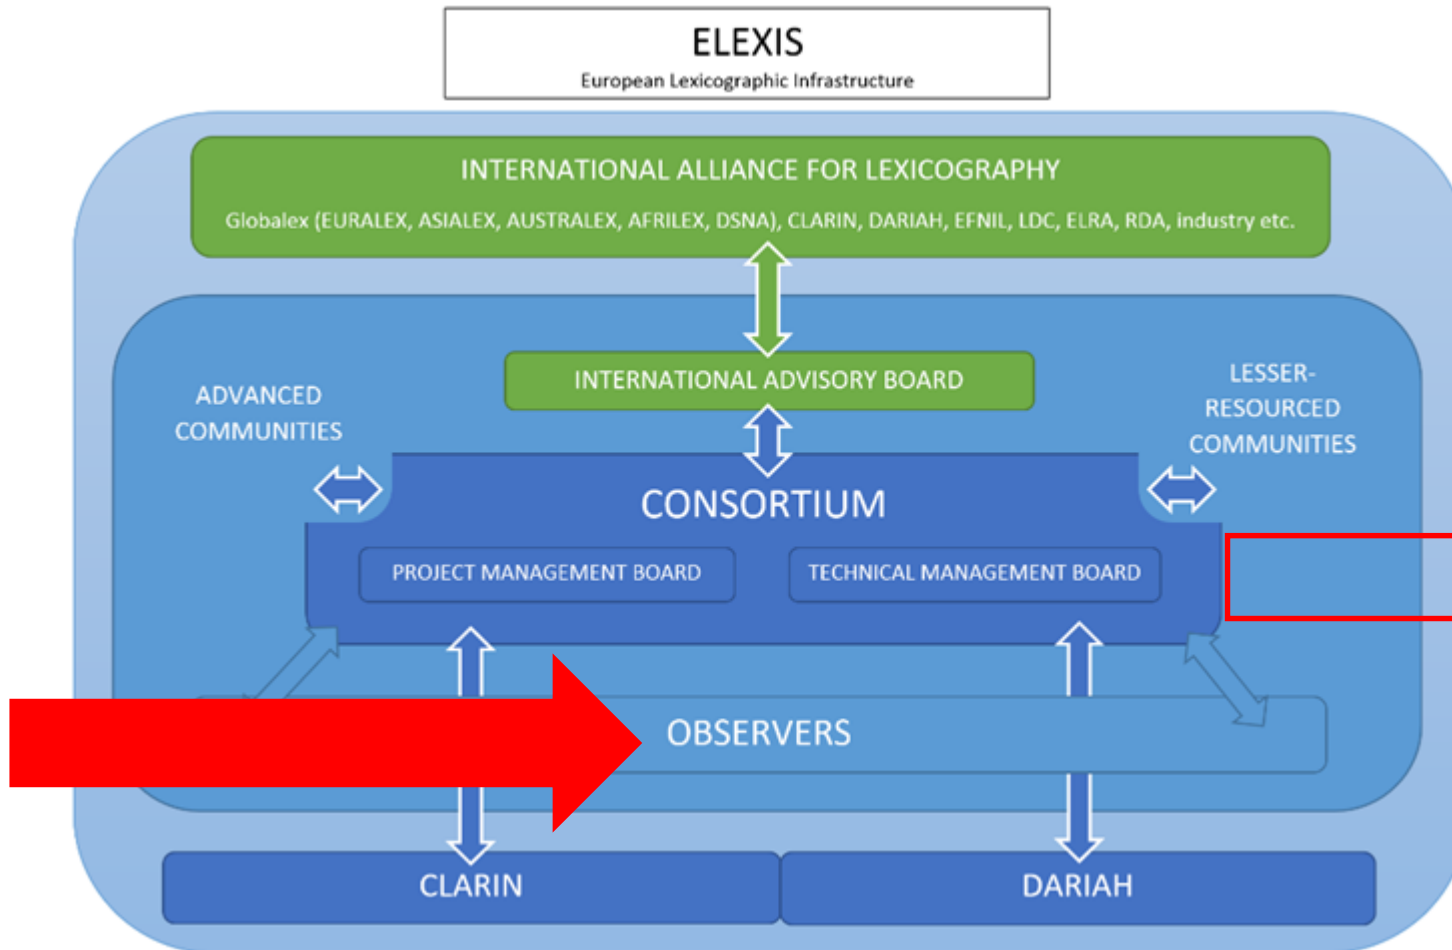 ELEXIS
European Lexicographic Infrastructure
INTERNATIONAL ALLIANCE FOR LEXICOGRAPHY
Globalex (EURALEX, ASIALEX, AUSTRALEX, AFRILEX, DSNA), CLARIN, DARIAH, EFNIL, LDC, ELRA, RDA, industry etc.
INTERNATIONAL ADVISORY BOARD
ADVANCED
COMMUNITIES
LESSER-
RESOURCED
COMMUNITIES
CONSORTIUM
PROJECT MANAGEMENT BOARD
TECHNICAL MANAGEMENT BOARD
OBSERVERS
CLARIN
DARIAH